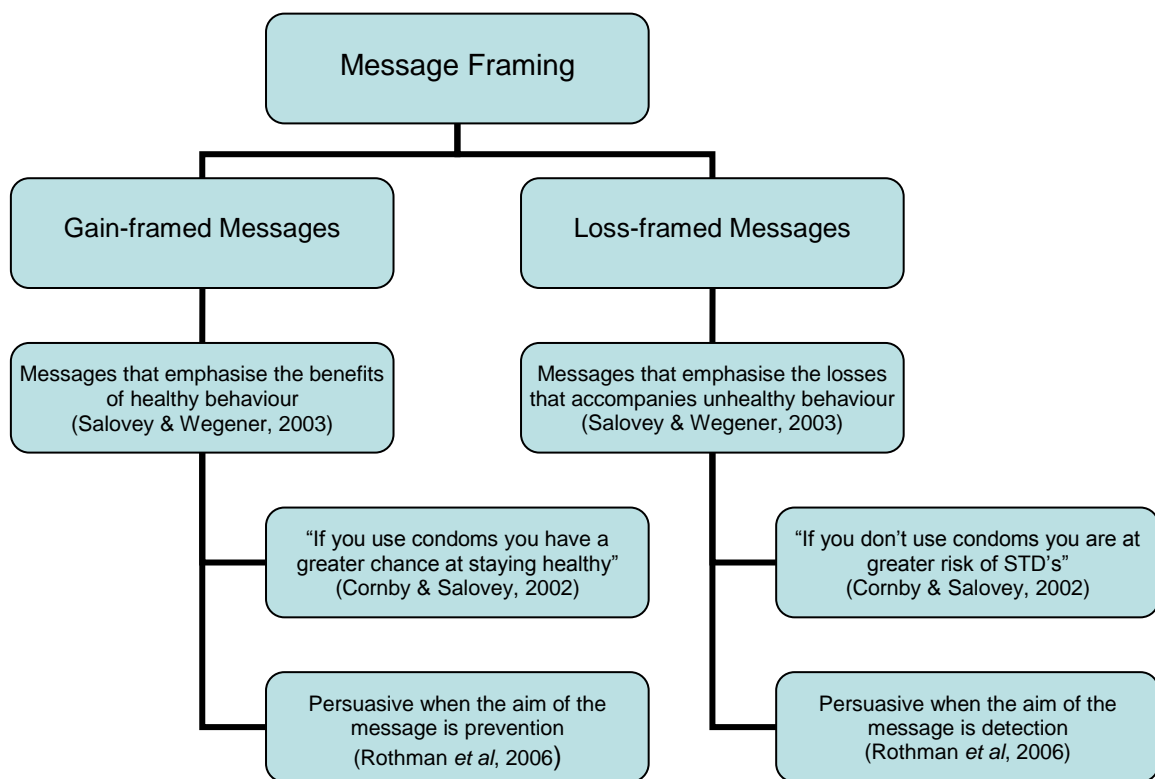 Message Framing
Gain-framed Messages
Loss-framed Messages
Messages that emphasise the benefits
of healthy behaviour
(Salovey & Wegener, 2003)
Messages that emphasise the losses
that accompanies unhealthy behaviour
(Salovey & Wegener, 2003)
“If you use condoms you have a
greater chance at staying healthy”
(Cornby & Salovey, 2002)
“If you don’t use condoms you are at
greater risk of STD’s”
(Cornby & Salovey, 2002)
Persuasive when the aim of the
message is prevention
(Rothman et al, 2006)
Persuasive when the aim of the
message is detection
(Rothman et al, 2006)